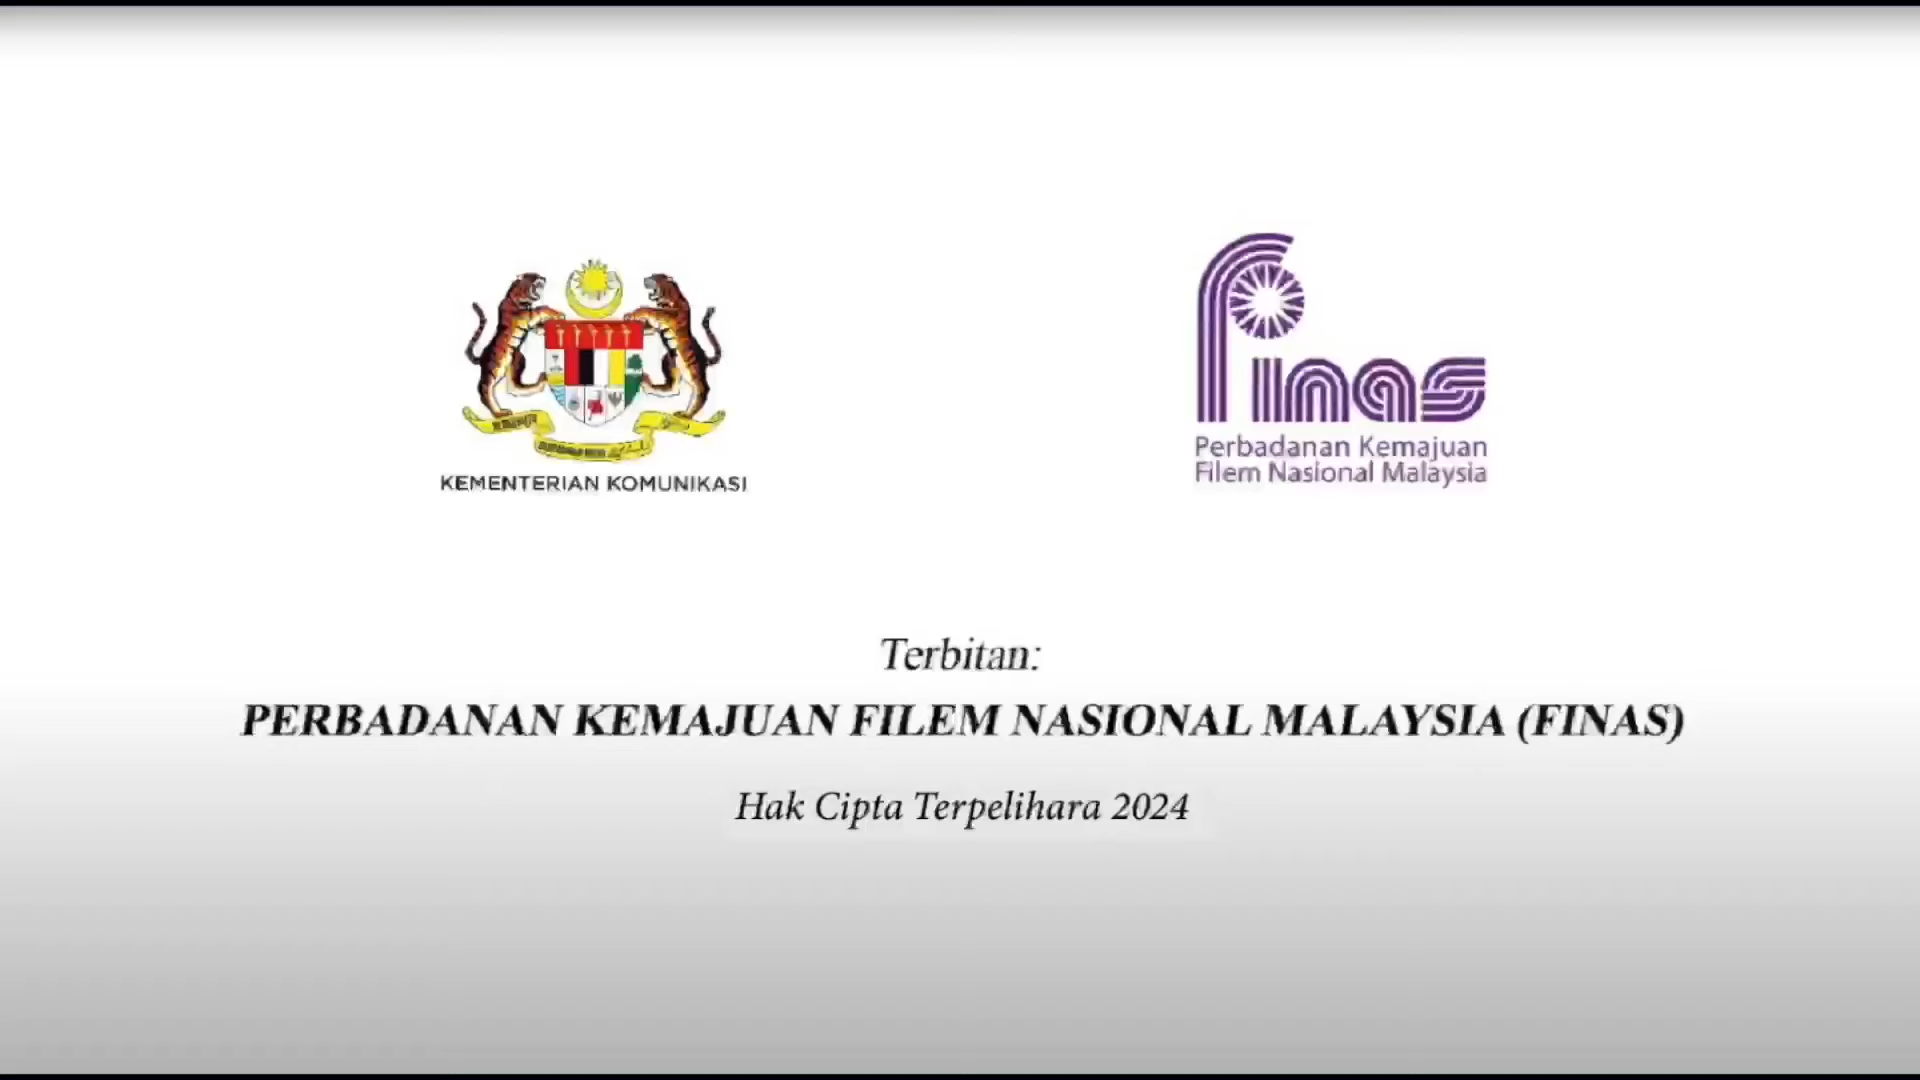 KEMENTERIAN KOMUNIKASI
Finas
Perbadanan Kemajuan
Filem Nasional Malaysia
Terbitan:
PERBADANAN KEMAJUAN FILEM NASIONAL MALAYSIA (FINAS)
Hak Cipta Terpelihara 2024